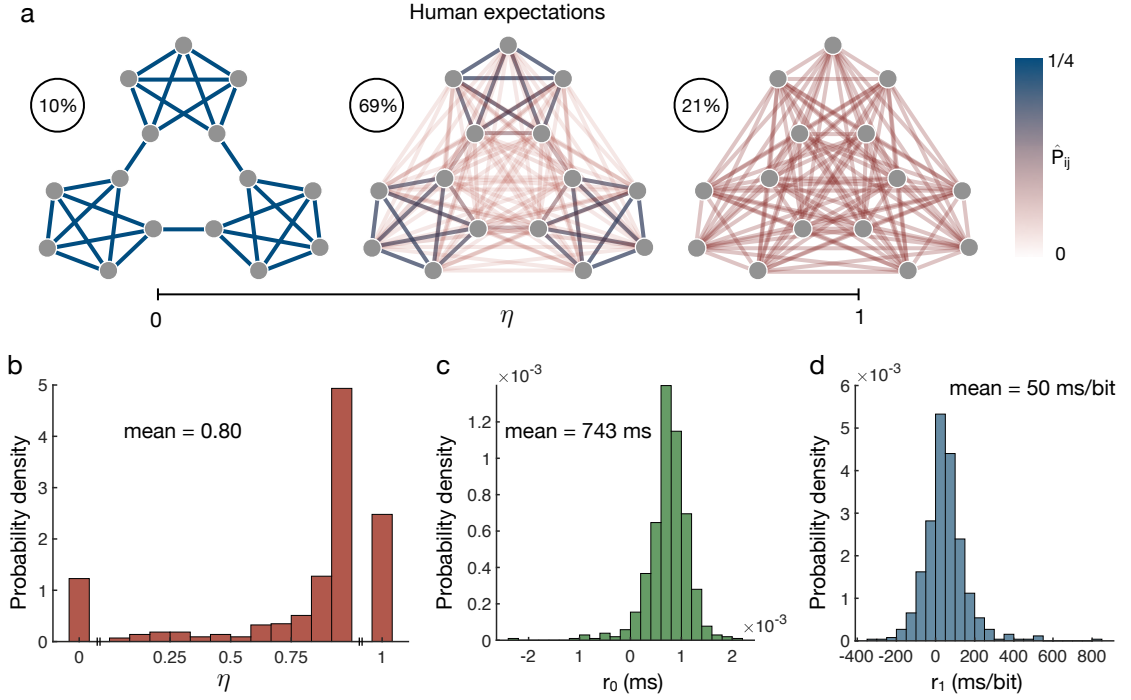 a
Human expectations
10%
69%
21%
1/4
P̂ij
0
0
η
1
b
Probability density
5
4
3
2
1
0
mean = 0.80
0
0.25
0.5
0.75
1
η
c
×10⁻³
Probability density
1.2
1
0.8
0.6
0.4
0.2
0
mean = 743 ms
×10⁻³
-2
-1
0
1
2
r₀ (ms)
d
×10⁻³
Probability density
6
5
4
3
2
1
0
mean = 50 ms/bit
-400
-200
0
200
400
600
800
r₁ (ms/bit)